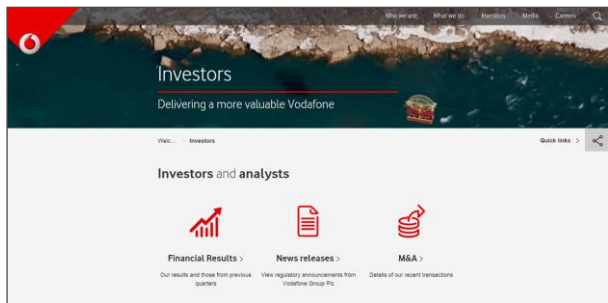 Who we are What we do Investors Media Careers
Investors
Delivering a more valuable Vodafone
Welc... > Investors Quick links >
Investors and analysts
Financial Results > News releases > M&A >
Our results and those from previous View regulatory announcements from Details of our recent transactions
quarters Vodafone Group Plc